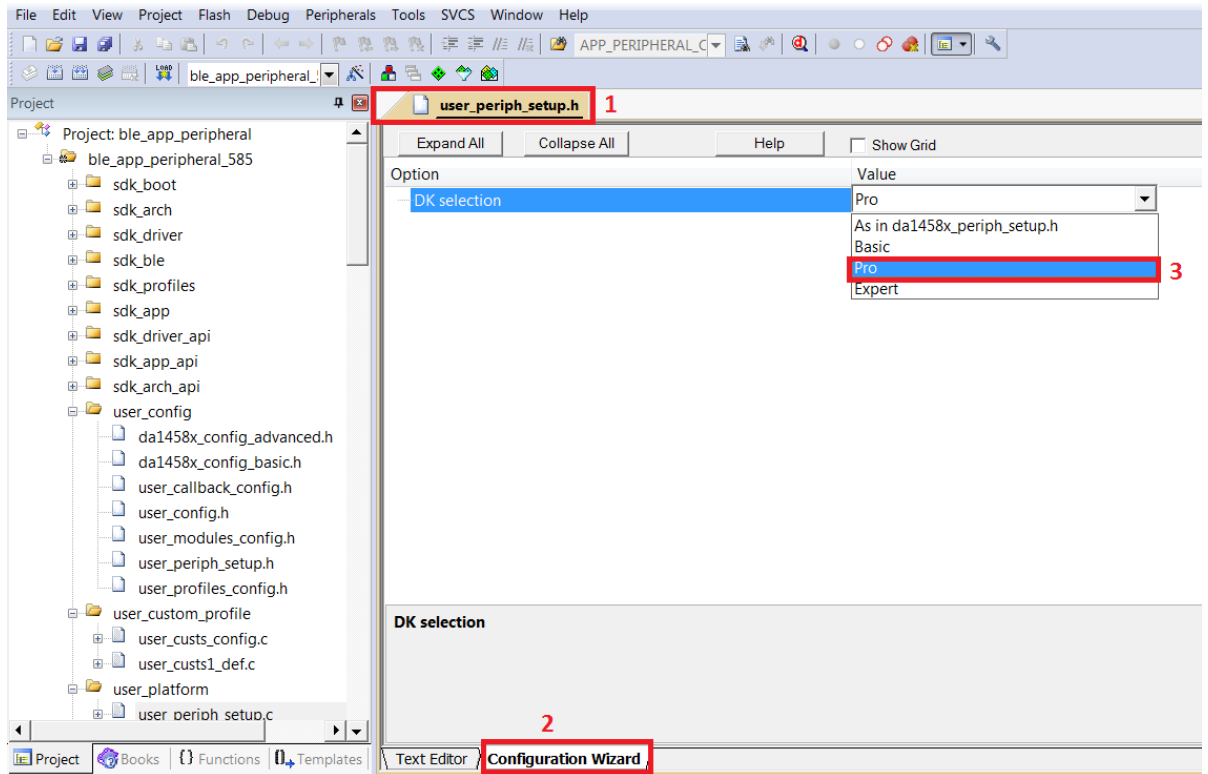 File Edit View Project Flash Debug Peripherals Tools SVCS Window Help
APP_PERIPHERAL_C
LOAD
ble_app_peripheral_
Project
user_periph_setup.h 1
Project: ble_app_peripheral
ble_app_peripheral_585
sdk_boot
sdk_arch
sdk_driver
sdk_ble
sdk_profiles
sdk_app
sdk_driver_api
sdk_app_api
sdk_arch_api
user_config
da1458x_config_advanced.h
da1458x_config_basic.h
user_callback_config.h
user_config.h
user_modules_config.h
user_periph_setup.h
user_profiles_config.h
user_custom_profile
user_custs_config.c
user_custs1_def.c
user_platform
user_periph_setup.c
Project Books {} Functions Templates
Expand All Collapse All Help Show Grid
Option Value
DK selection Pro
As in da1458x_periph_setup.h
Basic
Pro 3
Expert
DK selection
2
Text Editor Configuration Wizard